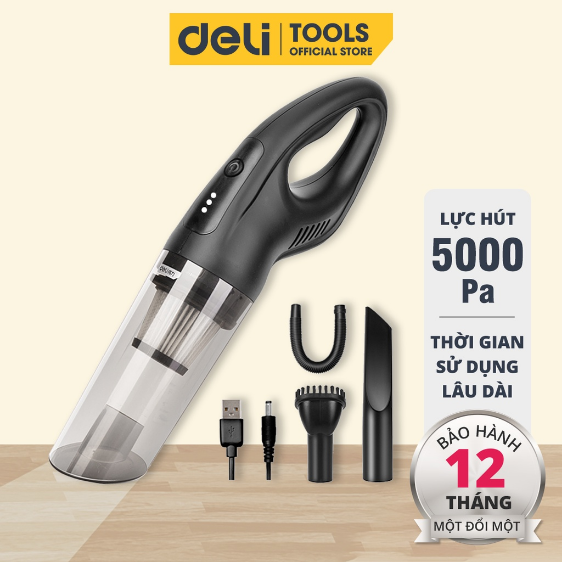 deli TOOLS
OFFICIAL STORE
LỰC HÚT
5000
Pa
THỜI GIAN
SỬ DỤNG
LÂU DÀI
BẢO HÀNH
12
THÁNG
MỘT ĐỔI MỘT